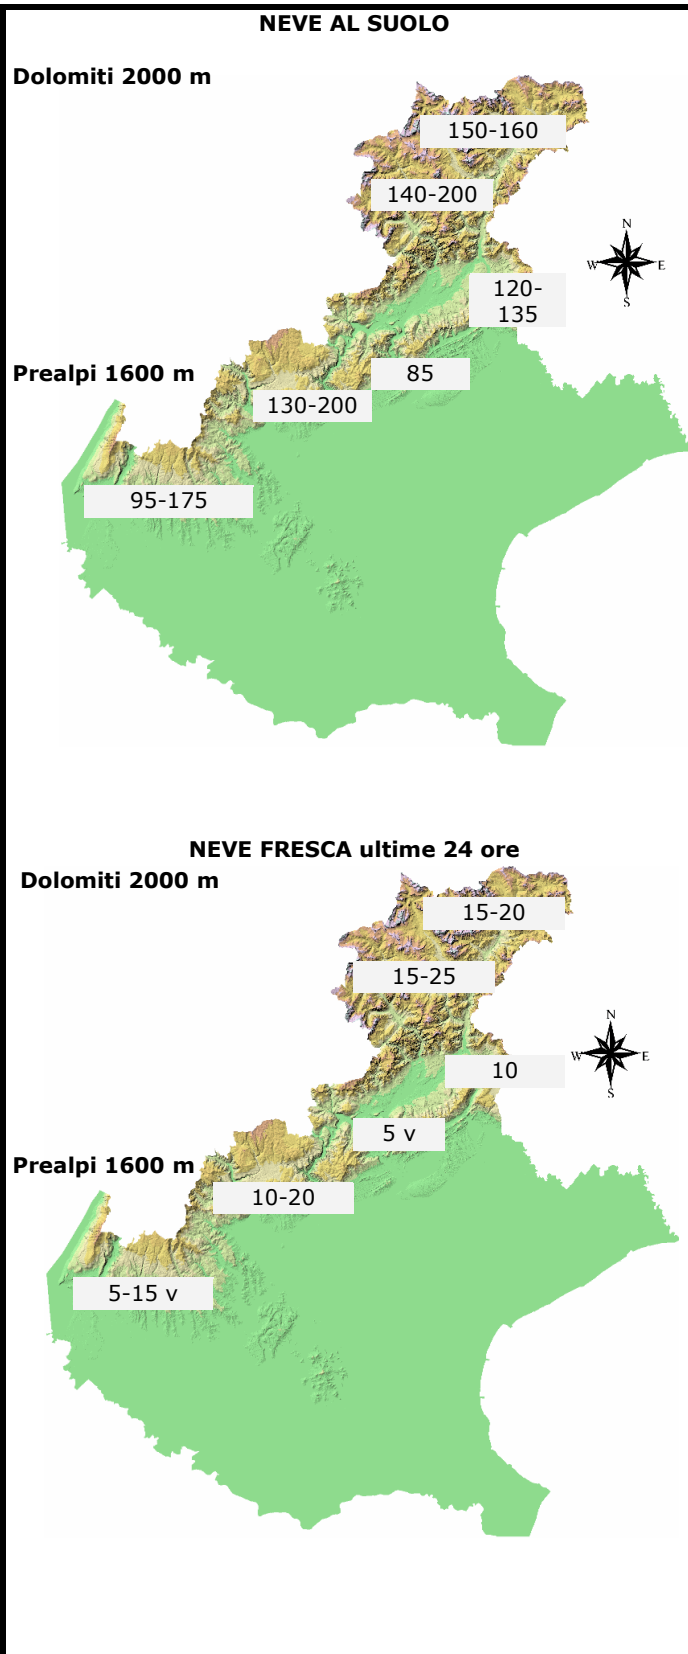 NEVE AL SUOLO
Dolomiti 2000 m
150-160
140-200
N
W E
S
120-
135
Prealpi 1600 m
85
130-200
95-175
NEVE FRESCA ultime 24 ore
Dolomiti 2000 m
15-20
15-25
N
W E
S
10
5 v
Prealpi 1600 m
10-20
5-15 v